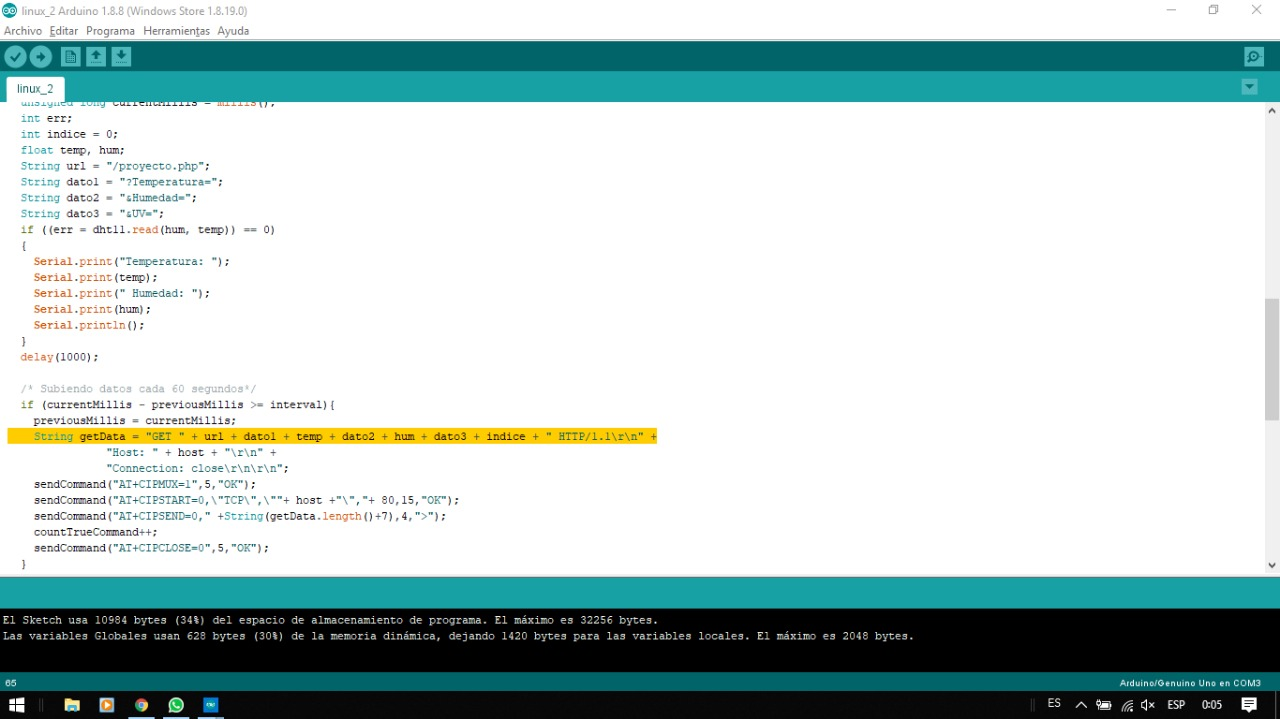 linux_2 Arduino 1.8.8 (Windows Store 1.8.19.0)
Archivo Editar Programa Herramientas Ayuda
linux_2
unsigned long currentMillis = millis();
int err;
int indice = 0;
float temp, hum;
String url = "/proyecto.php";
String dato1 = "?Temperatura=";
String dato2 = "&Humedad=";
String dato3 = "&UV=";
if ((err = dht11.read(hum, temp)) == 0)
{
Serial.print("Temperatura: ");
Serial.print(temp);
Serial.print(" Humedad: ");
Serial.print(hum);
Serial.println();
}
delay(1000);
/* Subiendo datos cada 60 segundos*/
if (currentMillis - previousMillis >= interval){
previousMillis = currentMillis;
String getData = "GET " + url + dato1 + temp + dato2 + hum + dato3 + indice + " HTTP/1.1\r\n" +
"Host: " + host + "\r\n" +
"Connection: close\r\n\r\n";
sendCommand("AT+CIPMUX=1",5,"OK");
sendCommand("AT+CIPSTART=0,\"TCP\",\""+ host +"\","+ 80,15,"OK");
sendCommand("AT+CIPSEND=0," +String(getData.length()+7),4,">");
countTrueCommand++;
sendCommand("AT+CIPCLOSE=0",5,"OK");
}
El Sketch usa 10984 bytes (34%) del espacio de almacenamiento de programa. El máximo es 32256 bytes.
Las variables Globales usan 628 bytes (30%) de la memoria dinámica, dejando 1420 bytes para las variables locales. El máximo es 2048 bytes.
65
Arduino/Genuino Uno en COM3
ES
ESP
0:05